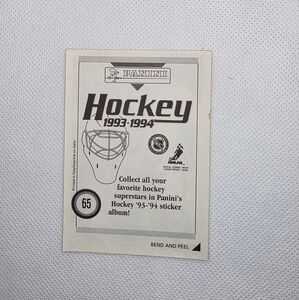 PANINI
Hockey
1993-1994
NHLPA
Collect all your
favorite hockey
superstars in Panini's
Hockey '93-'94 sticker
album!
65
BEND AND PEEL